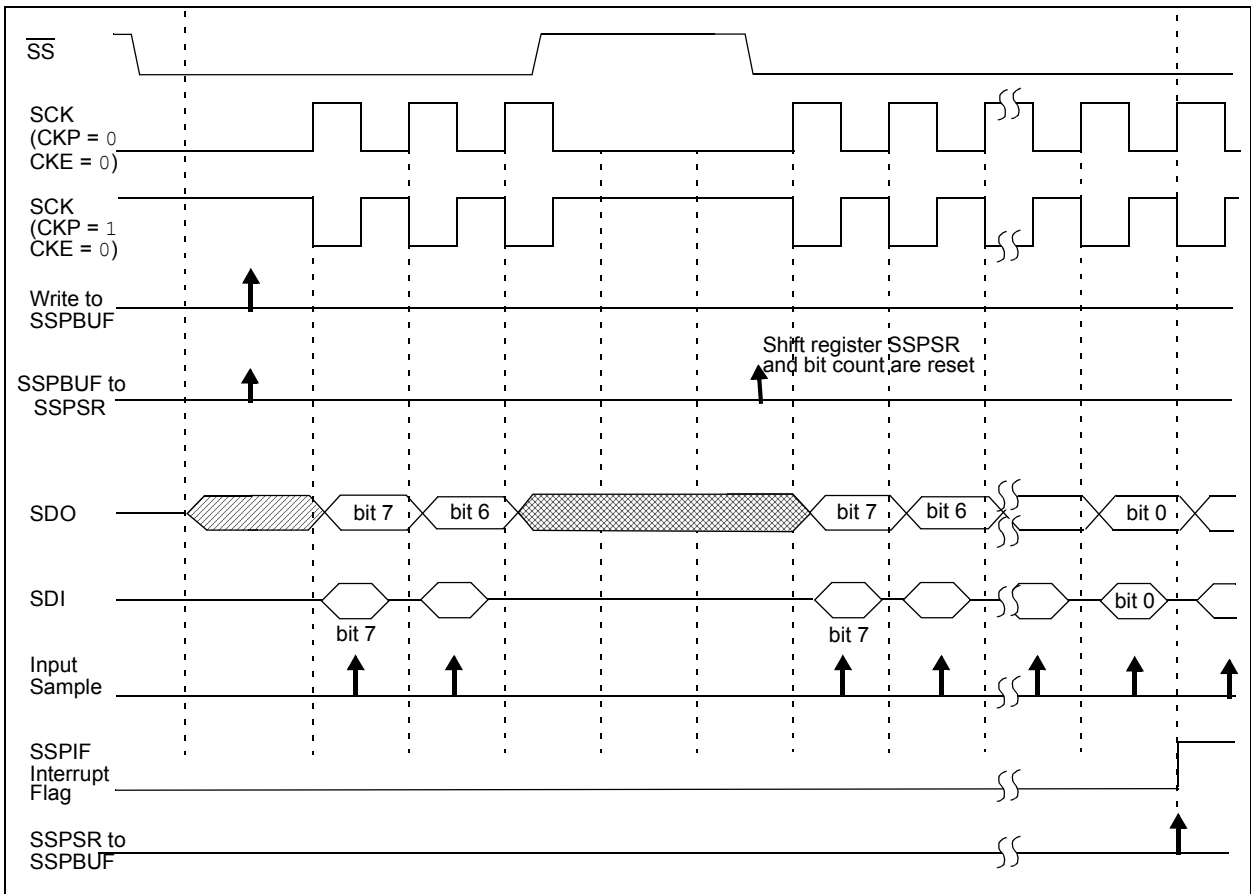 SS
SCK
(CKP = 0
CKE = 0)
SCK
(CKP = 1
CKE = 0)
Write to
SSPBUF
Shift register SSPSR
and bit count are reset
SSPBUF to
SSPSR
SDO
bit 7
bit 6
bit 7
bit 6
bit 0
SDI
bit 0
bit 7
bit 7
Input
Sample
SSPIF
Interrupt
Flag
SSPSR to
SSPBUF